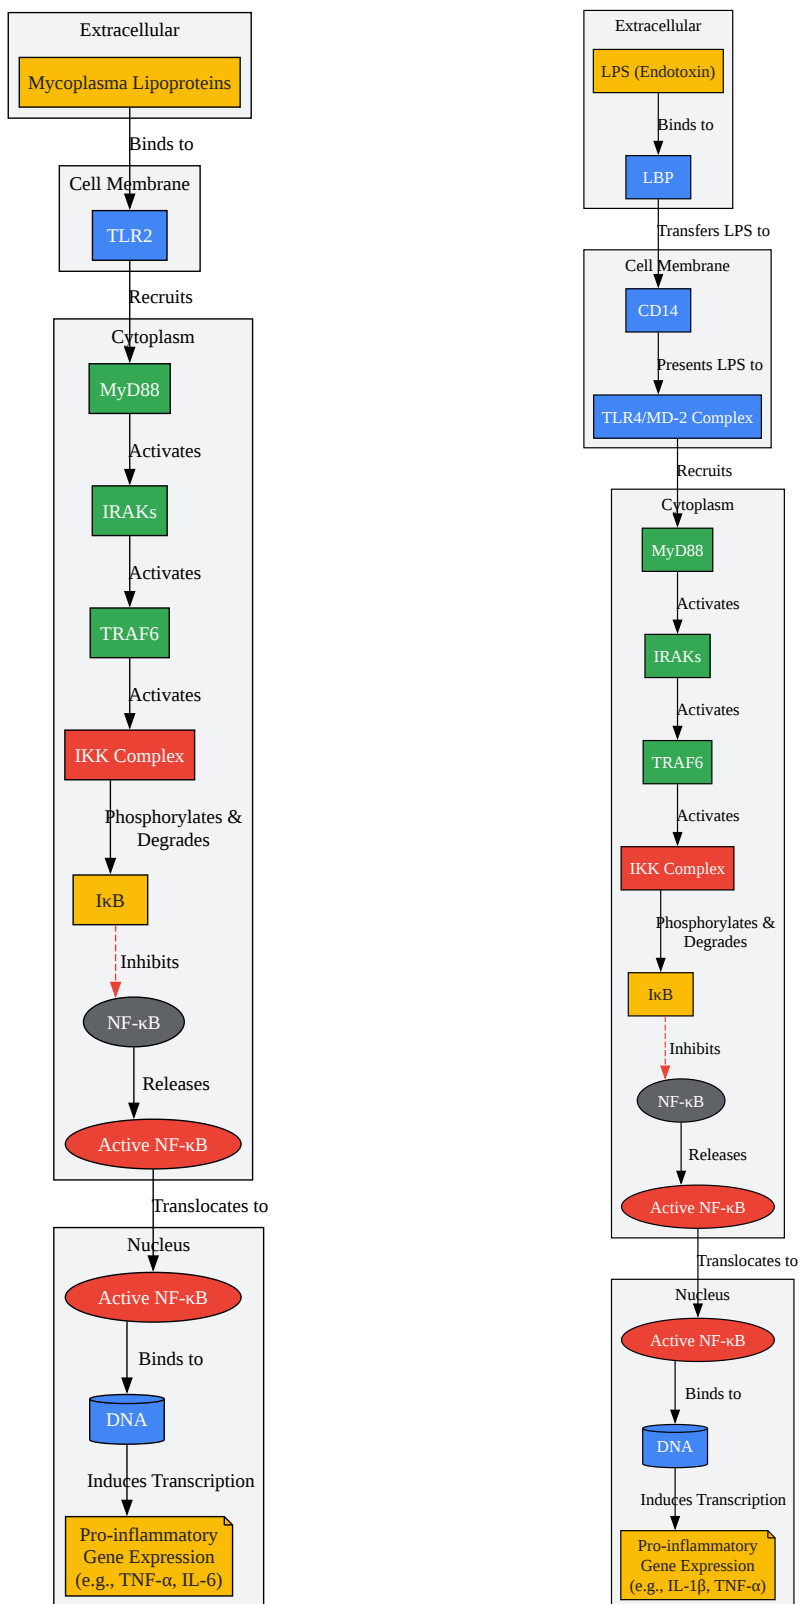 Extracellular
Mycoplasma Lipoproteins
Binds to
Cell Membrane
TLR2
Recruits
Cytoplasm
MyD88
Activates
IRAKs
Activates
TRAF6
Activates
IKK Complex
Phosphorylates &
Degrades
IκB
Inhibits
NF-κB
Releases
Active NF-κB
Translocates to
Nucleus
Active NF-κB
Binds to
DNA
Induces Transcription
Pro-inflammatory
Gene Expression
(e.g., TNF-α, IL-6)
Extracellular
LPS (Endotoxin)
Binds to
LBP
Transfers LPS to
Cell Membrane
CD14
Presents LPS to
TLR4/MD-2 Complex
Recruits
Cytoplasm
MyD88
Activates
IRAKs
Activates
TRAF6
Activates
IKK Complex
Phosphorylates &
Degrades
IκB
Inhibits
NF-κB
Releases
Active NF-κB
Translocates to
Nucleus
Active NF-κB
Binds to
DNA
Induces Transcription
Pro-inflammatory
Gene Expression
(e.g., IL-1β, TNF-α)